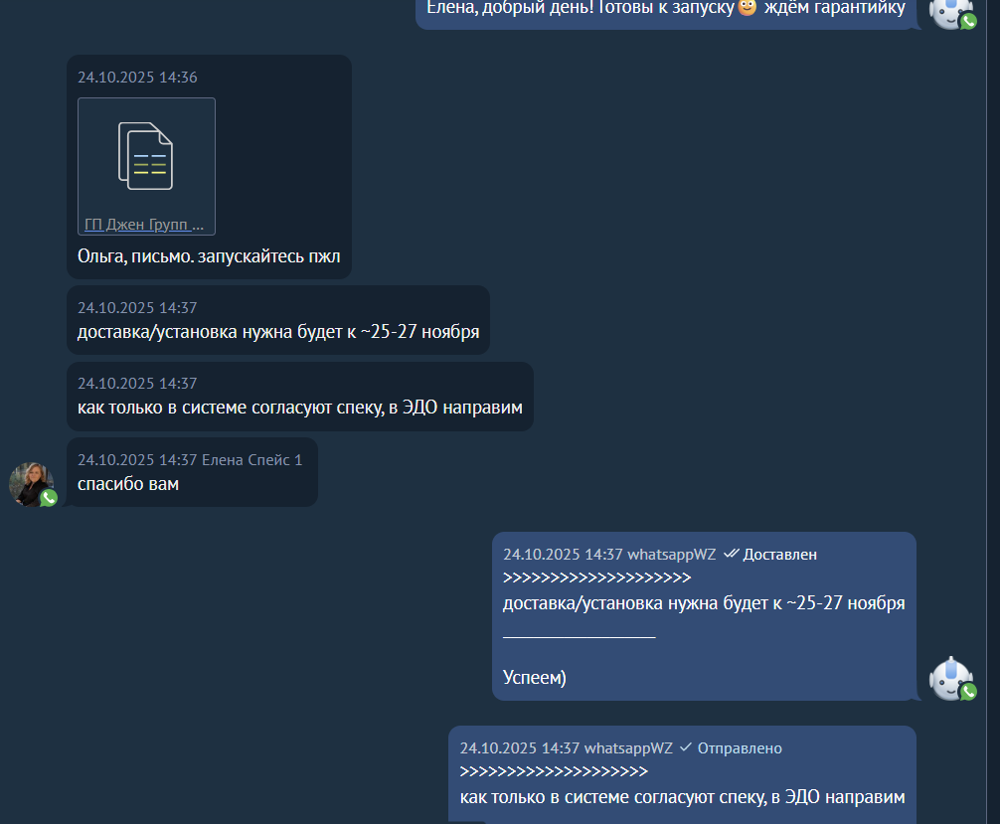 Елена, добрый день! Готовы к запуску ждём гарантийку
24.10.2025 14:36
ГП Джен Групп ...
Ольга, письмо. запускайтесь пжл
24.10.2025 14:37
доставка/установка нужна будет к ~25-27 ноября
24.10.2025 14:37
как только в системе согласуют спеку, в ЭДО направим
24.10.2025 14:37 Елена Спейс 1
спасибо вам
24.10.2025 14:37 whatsappWZ Доставлен
>>>>>>>>>>>>>>>>>>>>
доставка/установка нужна будет к ~25-27 ноября
________________
Успеем)
24.10.2025 14:37 whatsappWZ Отправлено
>>>>>>>>>>>>>>>>>>>>
как только в системе согласуют спеку, в ЭДО направим